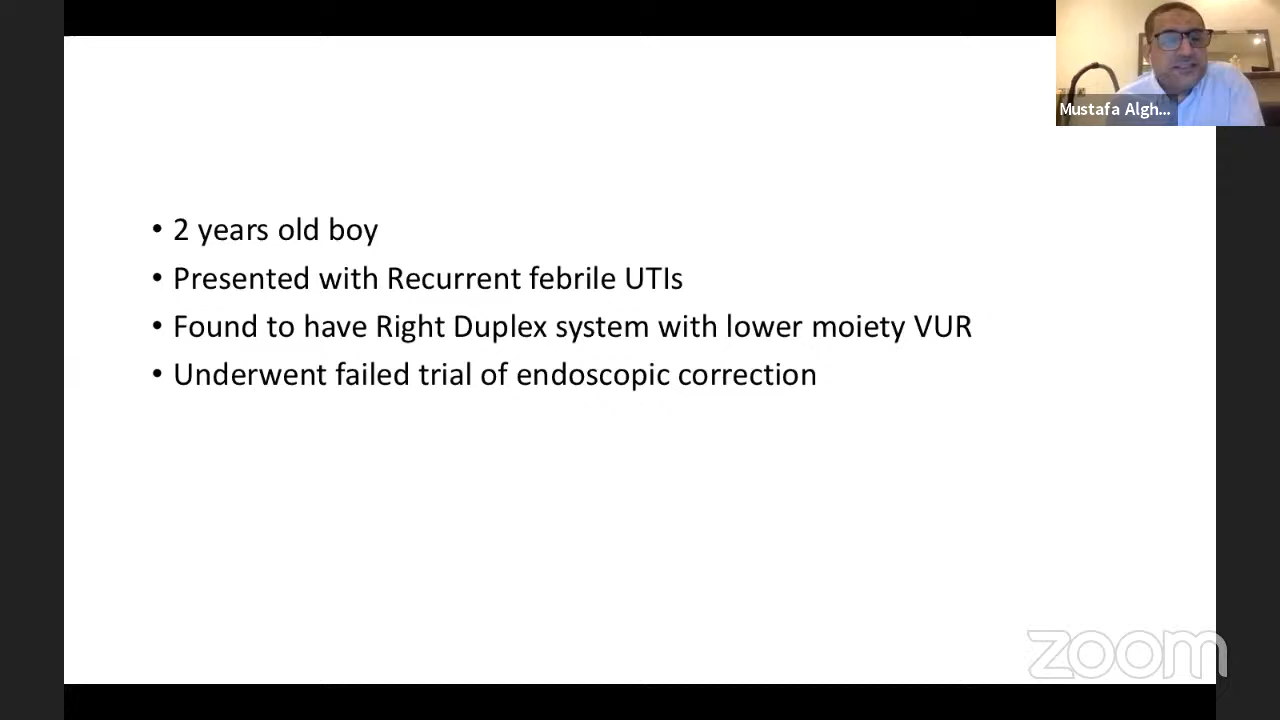 Mustafa Algh...
• 2 years old boy
• Presented with Recurrent febrile UTIs
• Found to have Right Duplex system with lower moiety VUR
• Underwent failed trial of endoscopic correction
zoom